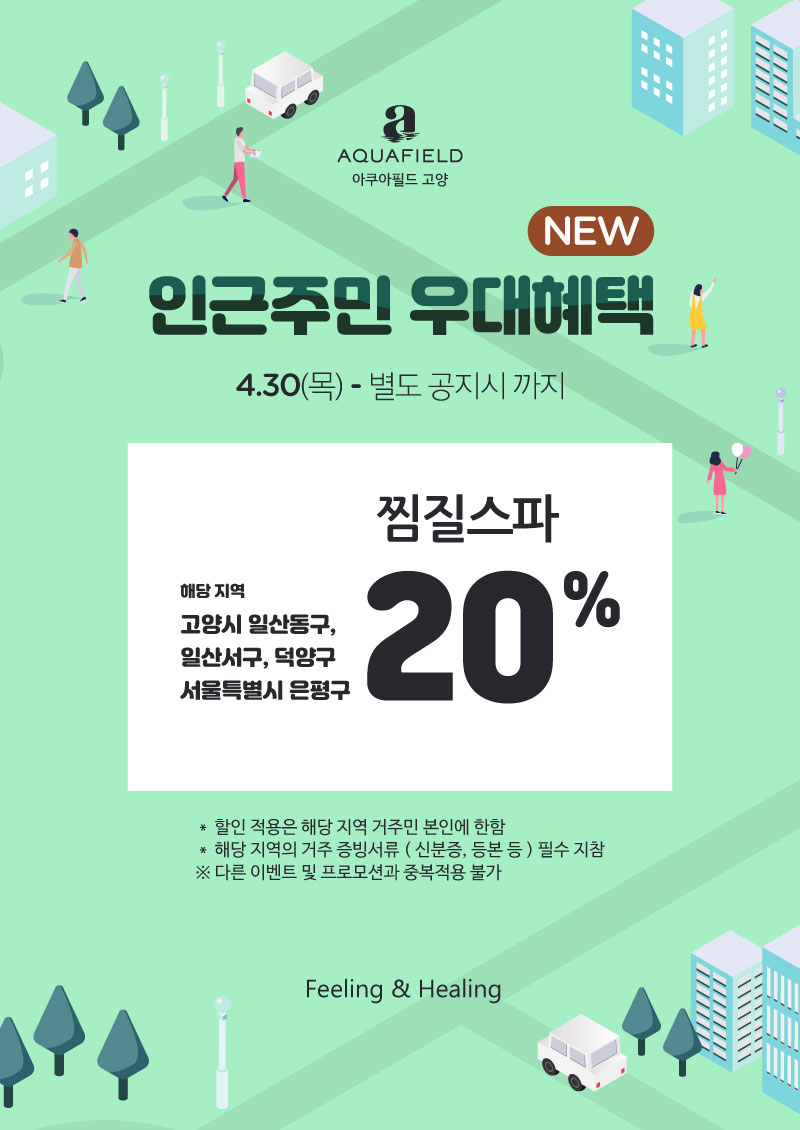 a
AQUAFIELD
아쿠아필드 고양
NEW
인근주민 우대혜택
4.30(목) - 별도 공지시 까지
찜질스파
20%
해당 지역
고양시 일산동구,
일산서구, 덕양구
서울특별시 은평구
* 할인 적용은 해당 지역 거주민 본인에 한함
* 해당 지역의 거주 증빙서류 ( 신분증, 등본 등 ) 필수 지참
※ 다른 이벤트 및 프로모션과 중복적용 불가
Feeling & Healing